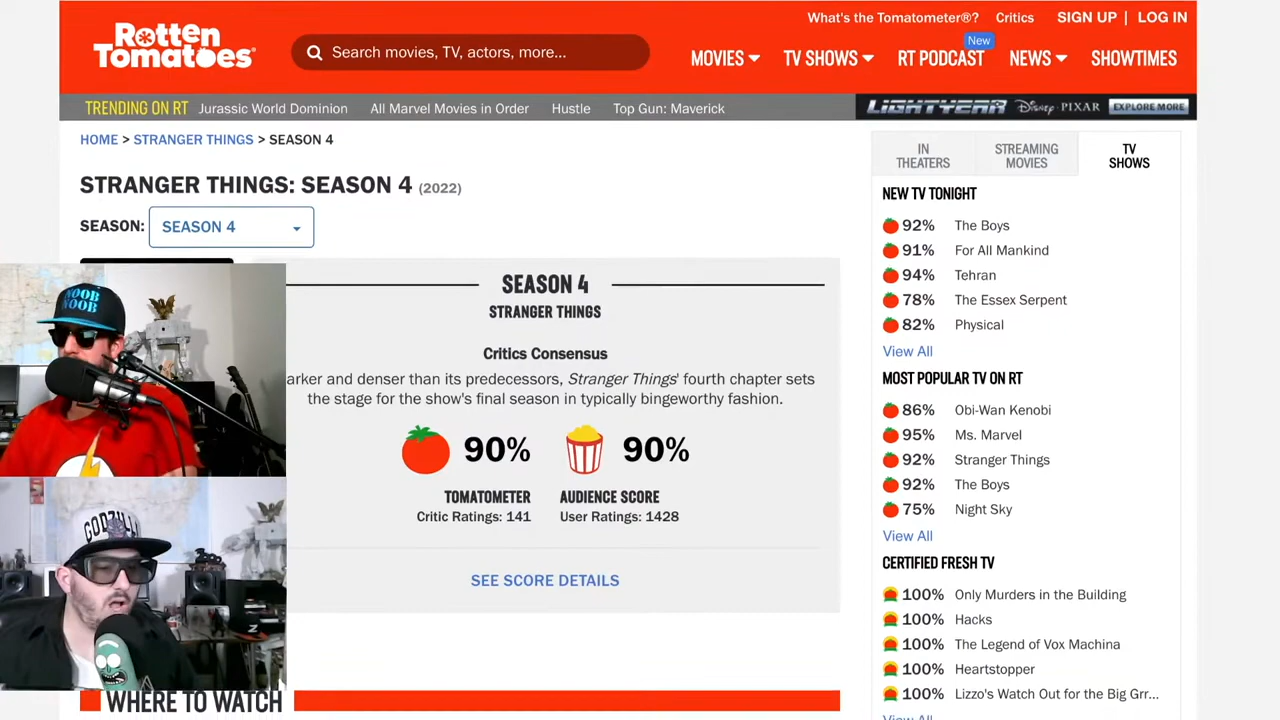 What's the Tomatometer®?
Critics
SIGN UP | LOG IN
Rotten
Tomatoes®
Search movies, TV, actors, more...
MOVIES
TV SHOWS
RT PODCAST
New
NEWS
SHOWTIMES
TRENDING ON RT
Jurassic World Dominion
All Marvel Movies in Order
Hustle
Top Gun: Maverick
LIGHTYEAR
Disney PIXAR
EXPLORE MORE
HOME > STRANGER THINGS > SEASON 4
STRANGER THINGS: SEASON 4 (2022)
SEASON:
SEASON 4
SEASON 4
STRANGER THINGS
Critics Consensus
arker and denser than its predecessors, Stranger Things' fourth chapter sets
the stage for the show's final season in typically bingeworthy fashion.
90%
90%
TOMATOMETER
AUDIENCE SCORE
Critic Ratings: 141
User Ratings: 1428
SEE SCORE DETAILS
WHERE TO WATCH
NOOB
NOOB
GODZILL
IN
THEATERS
STREAMING
MOVIES
TV
SHOWS
NEW TV TONIGHT
92% The Boys
91% For All Mankind
94% Tehran
78% The Essex Serpent
82% Physical
View All
MOST POPULAR TV ON RT
86% Obi-Wan Kenobi
95% Ms. Marvel
92% Stranger Things
92% The Boys
75% Night Sky
View All
CERTIFIED FRESH TV
100% Only Murders in the Building
100% Hacks
100% The Legend of Vox Machina
100% Heartstopper
100% Lizzo's Watch Out for the Big Grr...
View All